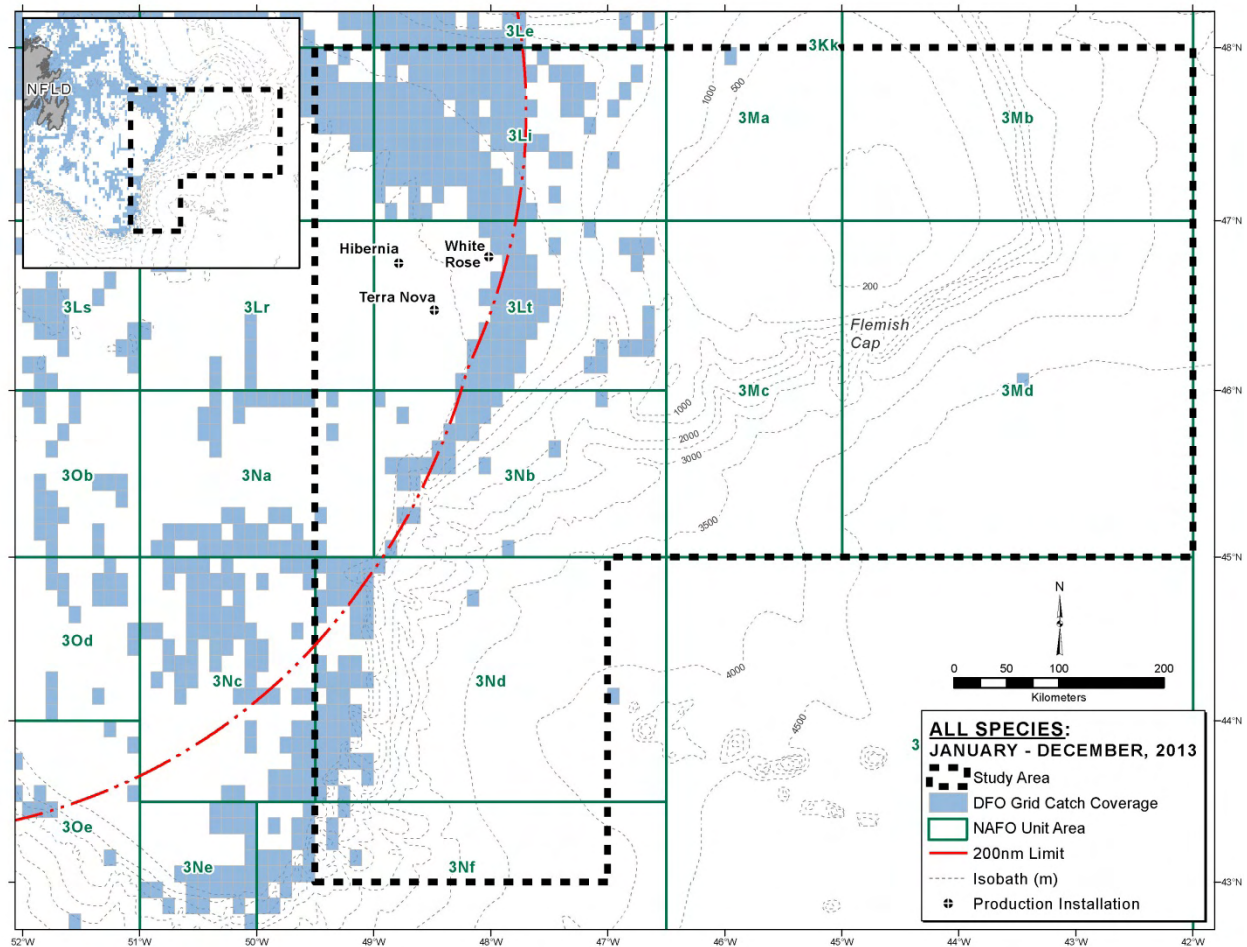 NFLD
3Le
3Kk
48°N
1000
500
3Ma
3Mb
3Li
47°N
Hibernia
White
Rose
Terra Nova
3Ls
3Lr
3Lt
200
Flemish
Cap
46°N
3Mc
3Md
1000
2000
3000
3Ob
3Na
3Nb
3500
45°N
N
3Od
3Nc
3Nd
4000
0 50 100 200
Kilometers
4500
44°N
3
3Oe
3Ne
3Nf
43°N
ALL SPECIES:
JANUARY - DECEMBER, 2013
Study Area
DFO Grid Catch Coverage
NAFO Unit Area
200nm Limit
Isobath (m)
Production Installation
52°W 51°W 50°W 49°W 48°W 47°W 46°W 45°W 44°W 43°W 42°W